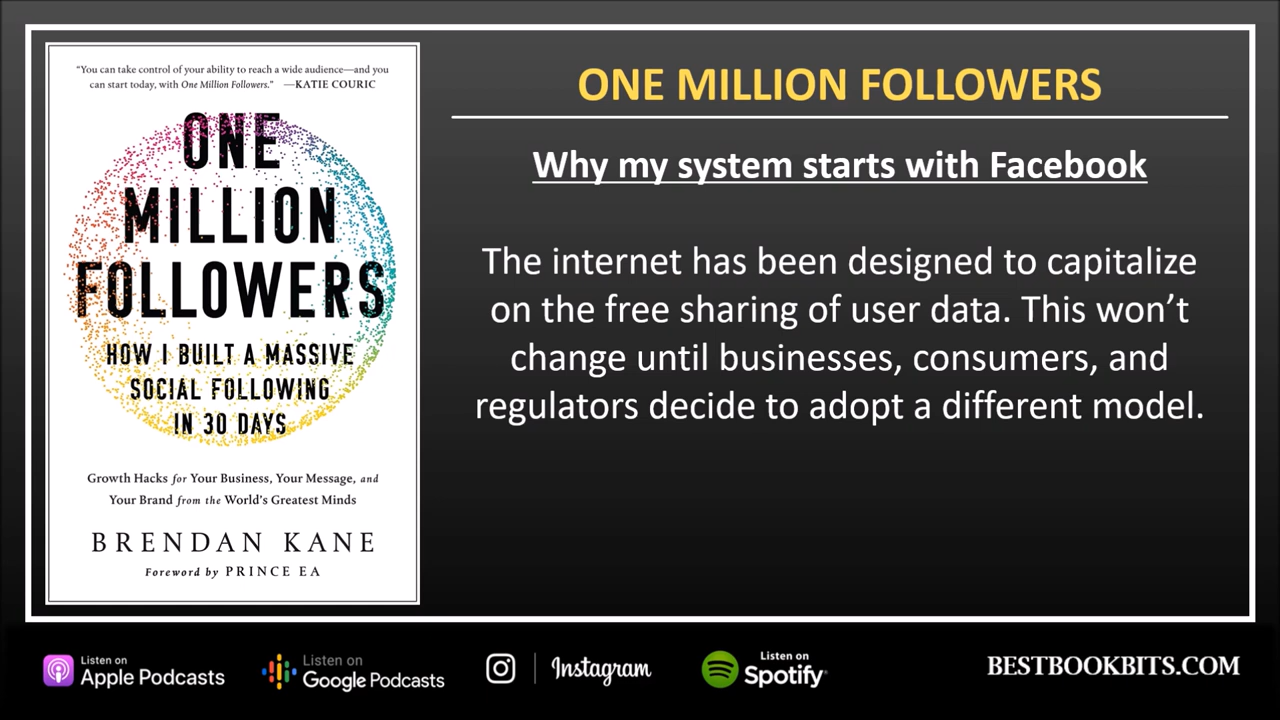 “You can take control of your ability to reach a wide audience—and you
can start today, with One Million Followers.” —KATIE COURIC
ONE
MILLION
FOLLOWERS
HOW I BUILT A MASSIVE
SOCIAL FOLLOWING
IN 30 DAYS
Growth Hacks for Your Business, Your Message, and
Your Brand from the World’s Greatest Minds
BRENDAN KANE
Foreword by PRINCE EA
ONE MILLION FOLLOWERS
Why my system starts with Facebook
The internet has been designed to capitalize
on the free sharing of user data. This won’t
change until businesses, consumers, and
regulators decide to adopt a different model.
Listen on
Apple Podcasts
Listen on
Google Podcasts
Instagram
Listen on
Spotify
BESTBOOKBITS.COM